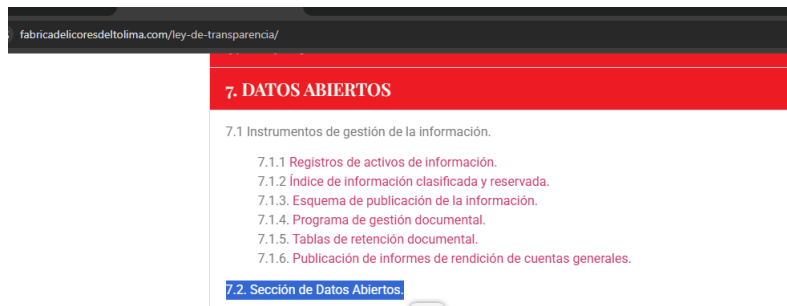 fabricadelicoresdeltolima.com/ley-de-transparencia/
7. DATOS ABIERTOS
7.1 Instrumentos de gestión de la información.
7.1.1 Registros de activos de información.
7.1.2 Índice de información clasificada y reservada.
7.1.3. Esquema de publicación de la información.
7.1.4. Programa de gestión documental.
7.1.5. Tablas de retención documental.
7.1.6. Publicación de informes de rendición de cuentas generales.
7.2. Sección de Datos Abiertos.